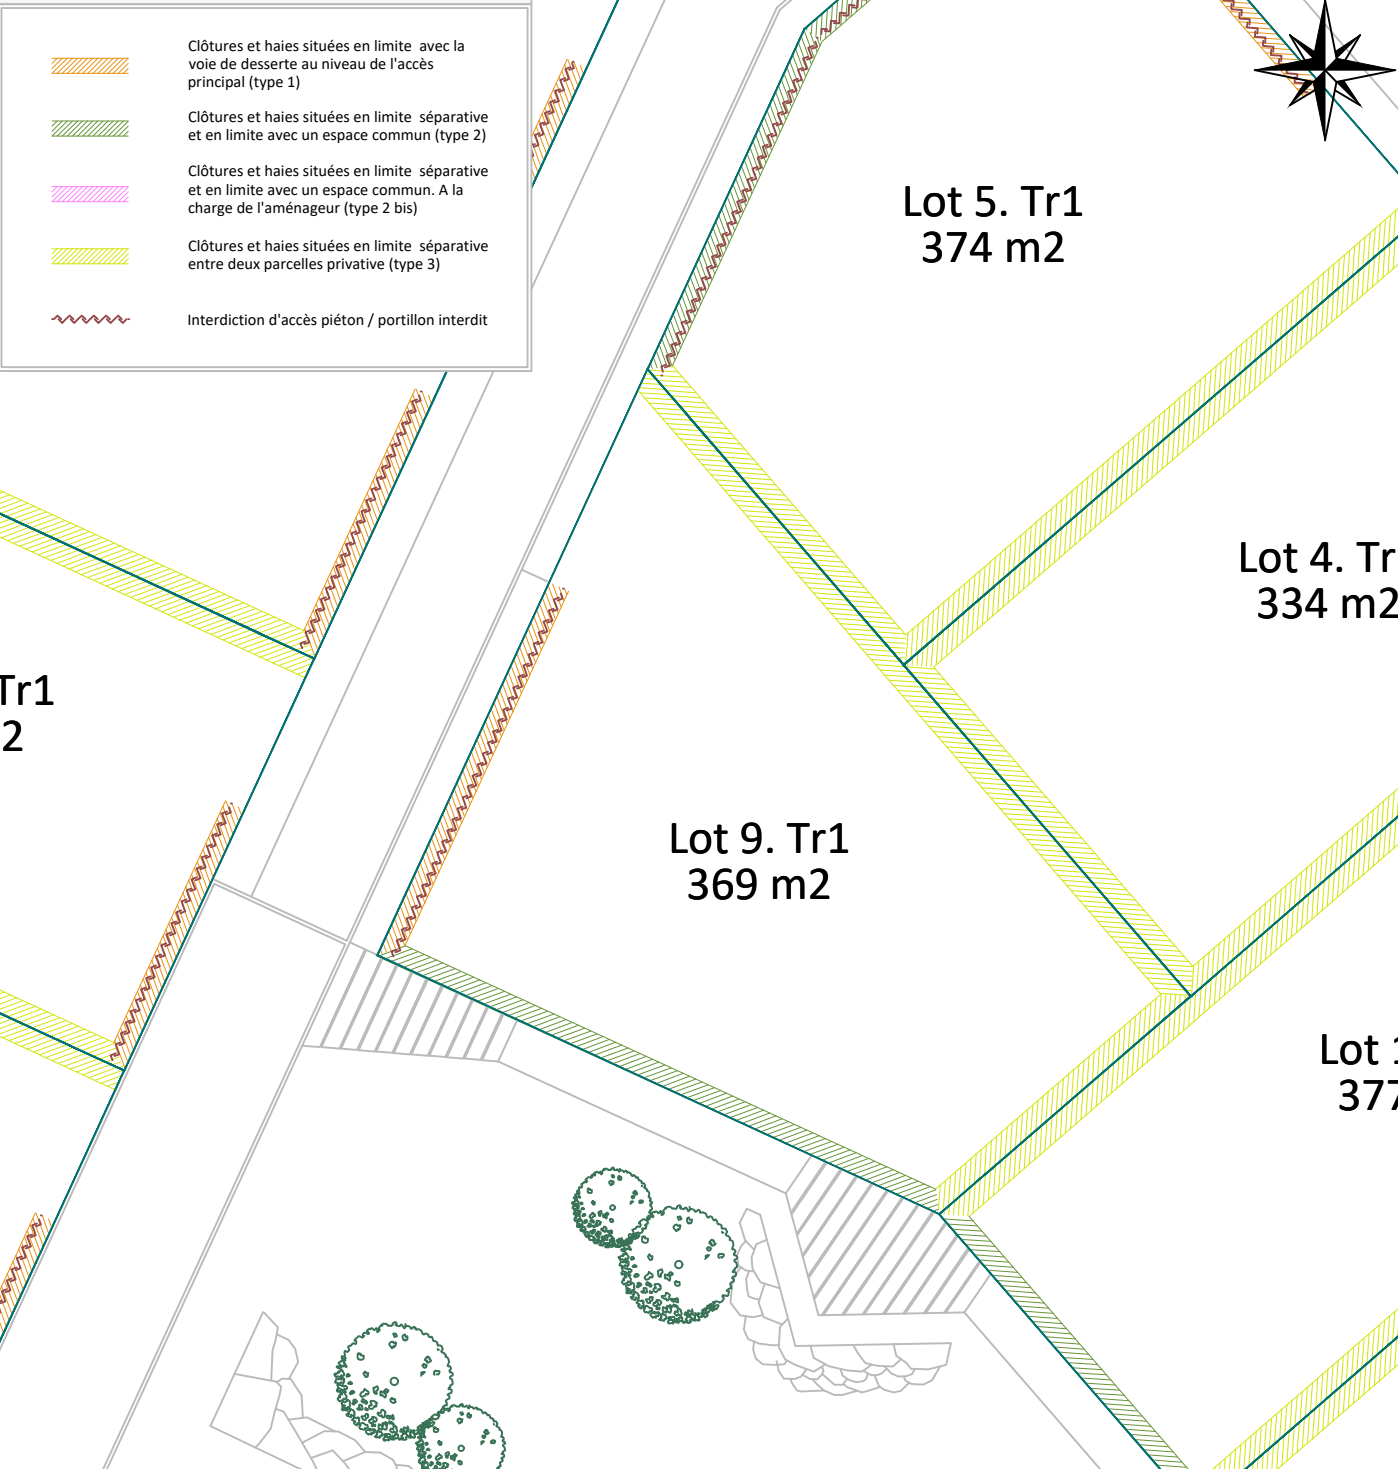 Clôtures et haies situées en limite avec la
voie de desserte au niveau de l'accès
principal (type 1)
Clôtures et haies situées en limite séparative
et en limite avec un espace commun (type 2)
Clôtures et haies situées en limite séparative
et en limite avec un espace commun. A la
charge de l'aménageur (type 2 bis)
Clôtures et haies situées en limite séparative
entre deux parcelles privative (type 3)
Interdiction d'accès piéton / portillon interdit
Lot 5. Tr1
374 m2
Lot 4. Tr
334 m2
Tr1
2
Lot 9. Tr1
369 m2
Lot 1
377